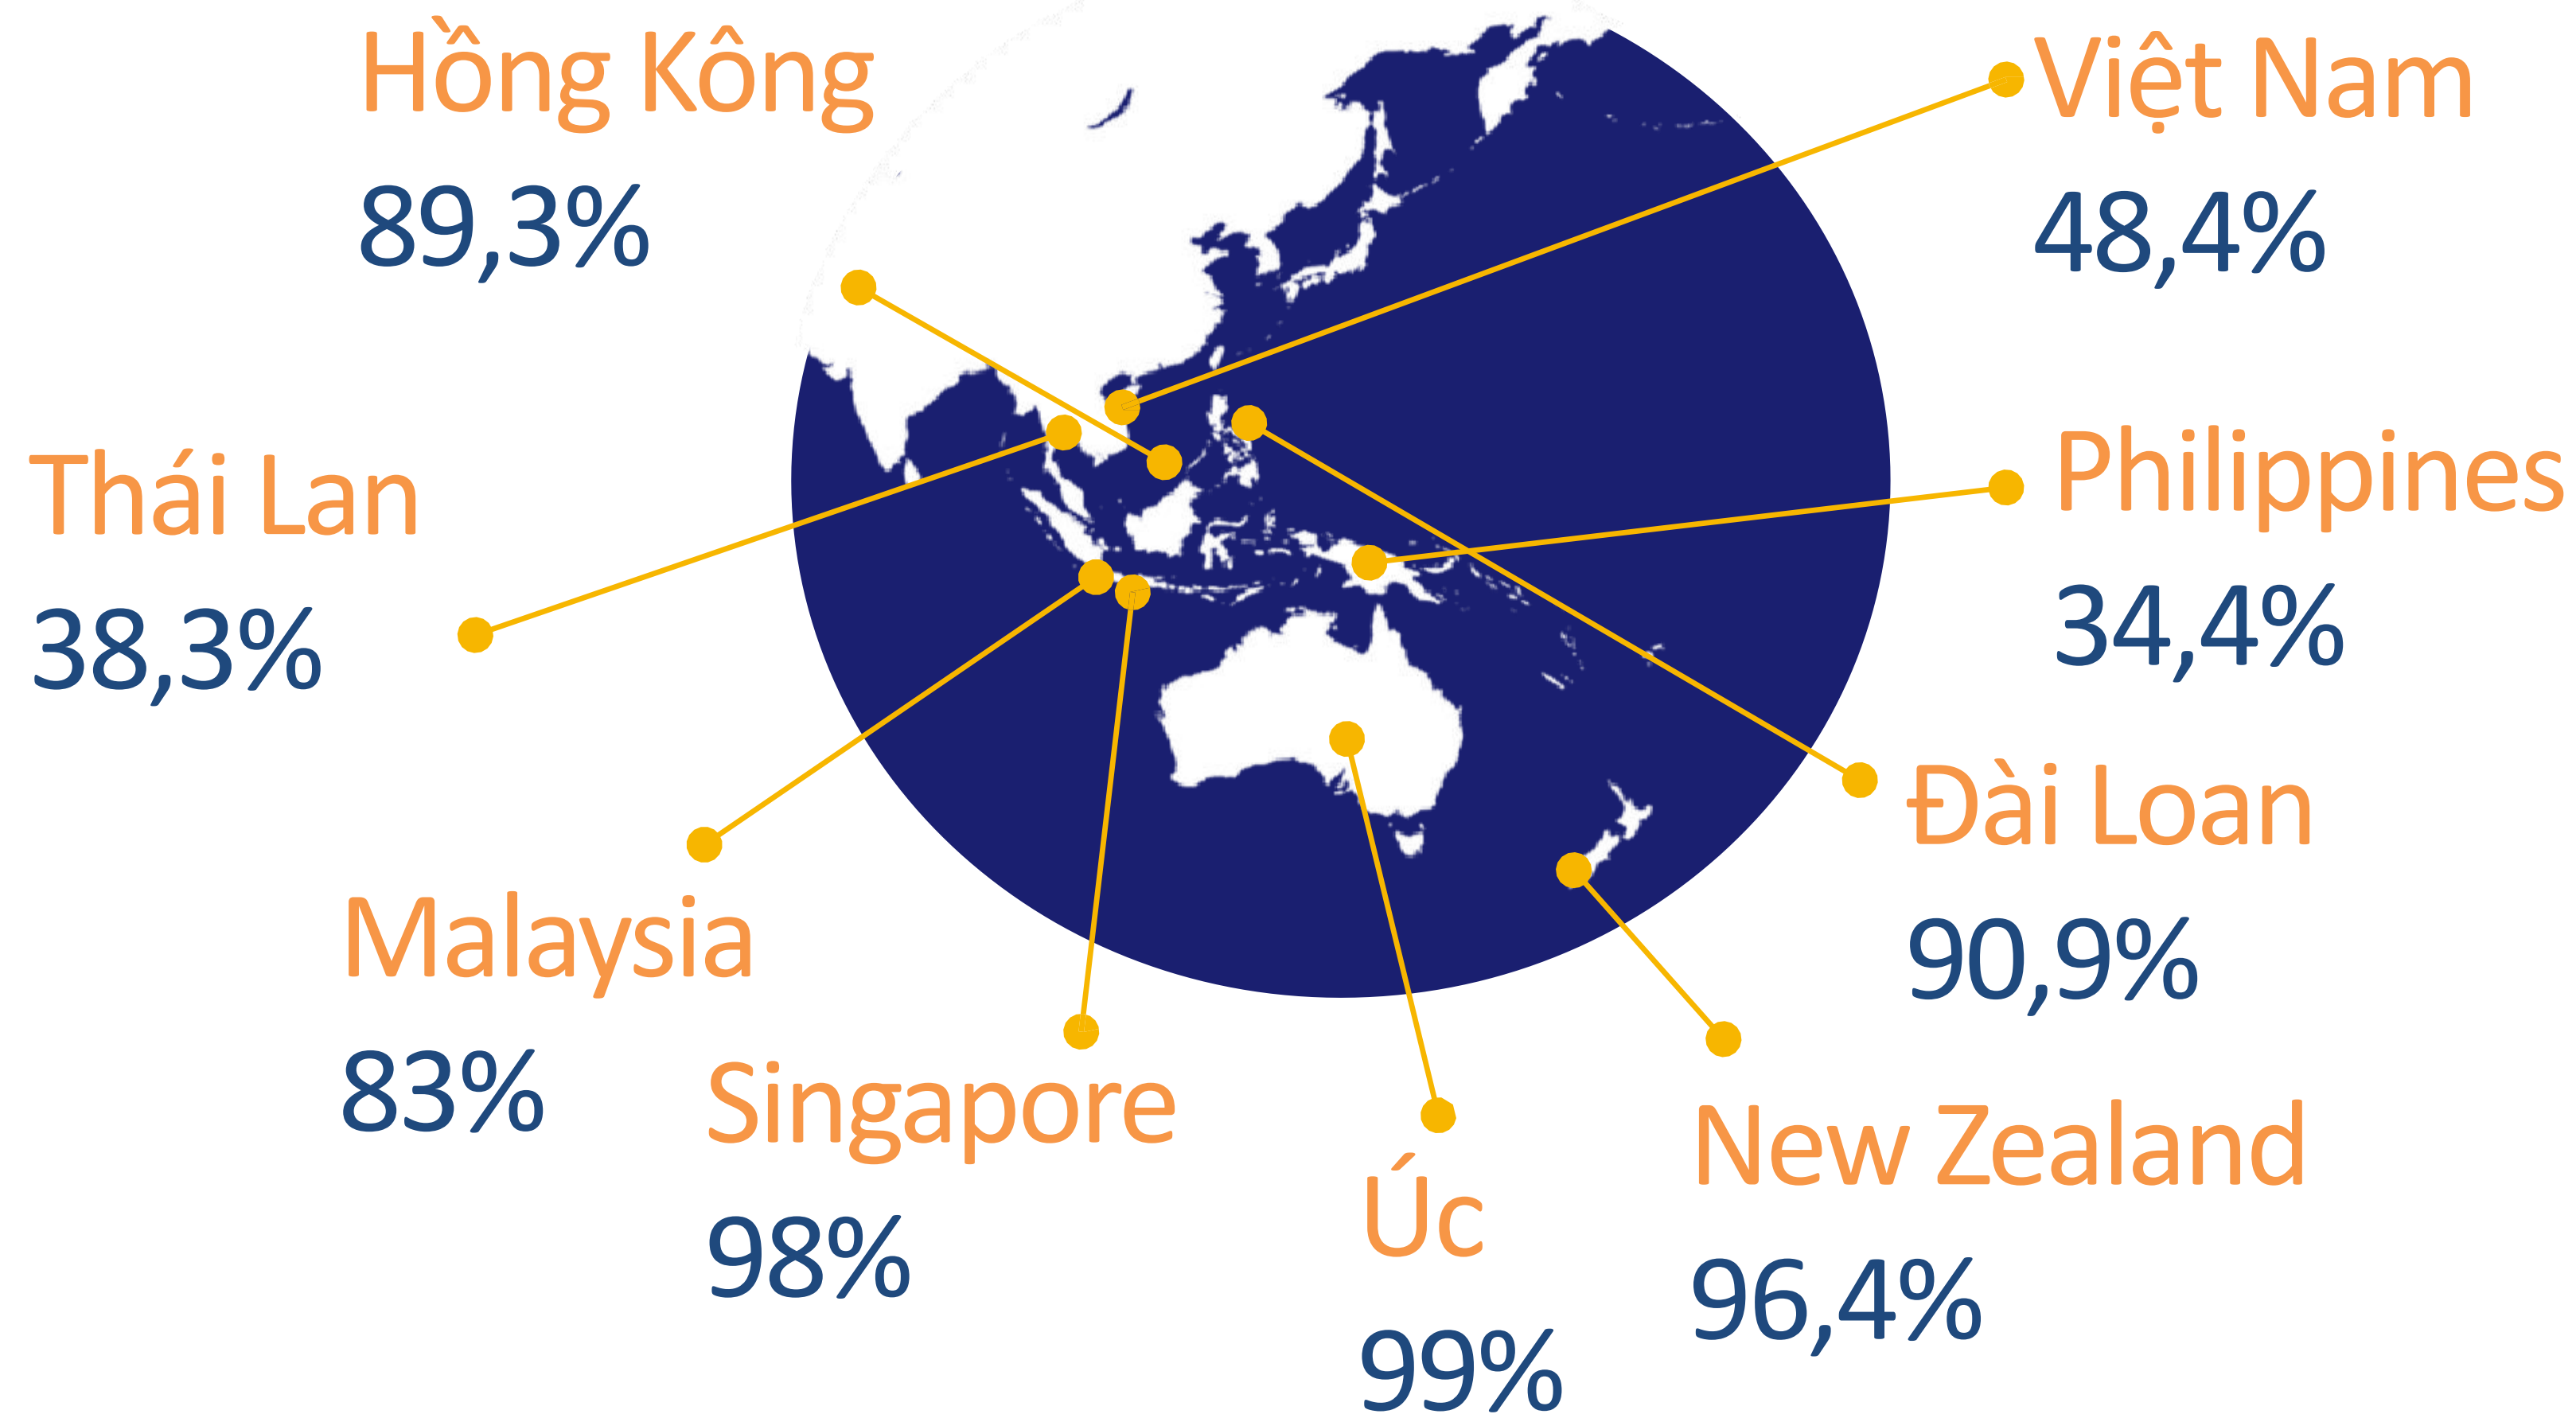 Hồng Kông
89,3%
Việt Nam
48,4%
Thái Lan
38,3%
Philippines
34,4%
Malaysia
83%
Singapore
98%
Úc
99%
New Zealand
96,4%
Đài Loan
90,9%